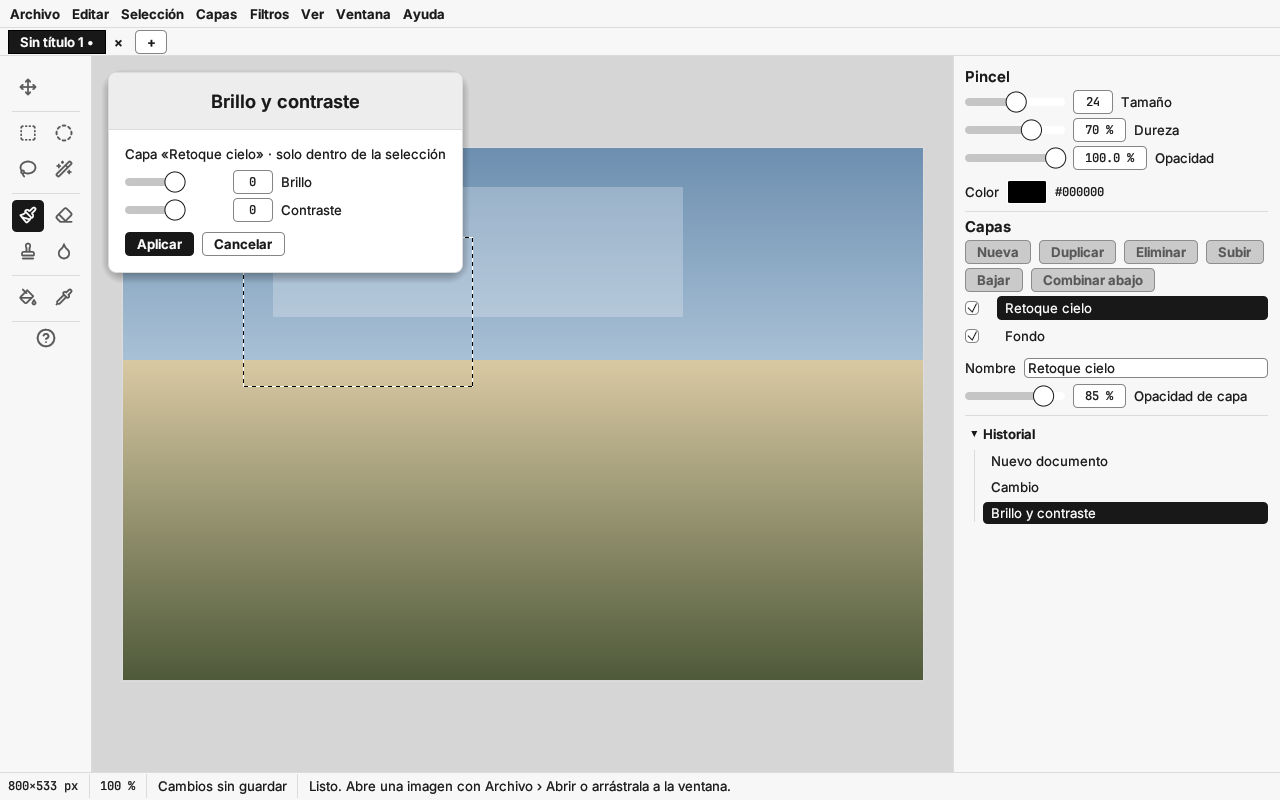 Archivo Editar Selección Capas Filtros Ver Ventana Ayuda
Sin título 1 • × +
Brillo y contraste
Capa «Retoque cielo» · solo dentro de la selección
0 Brillo
0 Contraste
Aplicar Cancelar
Pincel
24 Tamaño
70 % Dureza
100.0 % Opacidad
Color #000000
Capas
Nueva Duplicar Eliminar Subir
Bajar Combinar abajo
Retoque cielo
Fondo
Nombre Retoque cielo
85 % Opacidad de capa
▼ Historial
Nuevo documento
Cambio
Brillo y contraste
800×533 px 100 % Cambios sin guardar Listo. Abre una imagen con Archivo › Abrir o arrástrala a la ventana.